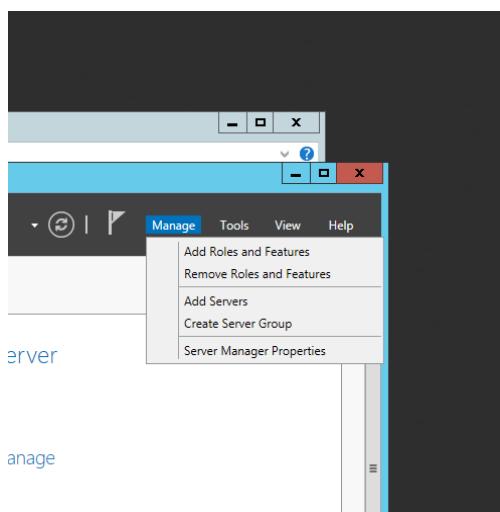 Manage Tools View Help
Add Roles and Features
Remove Roles and Features
Add Servers
Create Server Group
Server Manager Properties
erver
anage